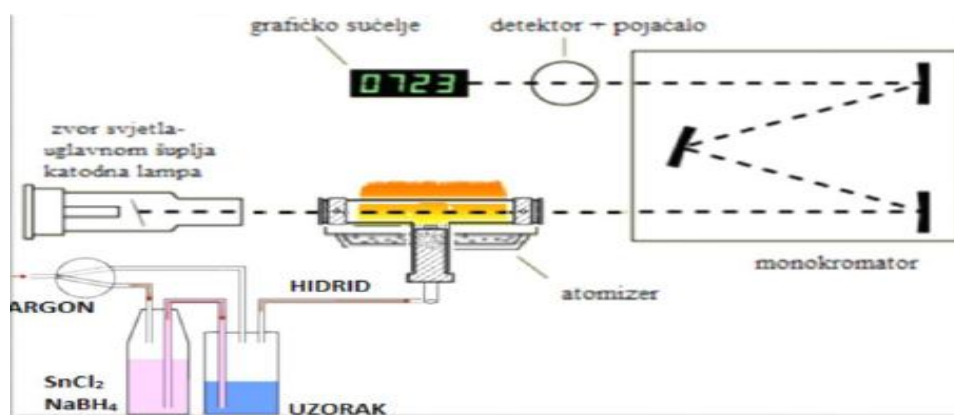 grafičko sučelje
detektor + pojačalo
0723
zvor svjetla-
uglavnom šuplja
katodna lampa
monokromator
atomizer
HIDRID
ARGON
SnCl₂
NaBH₄
UZORAK